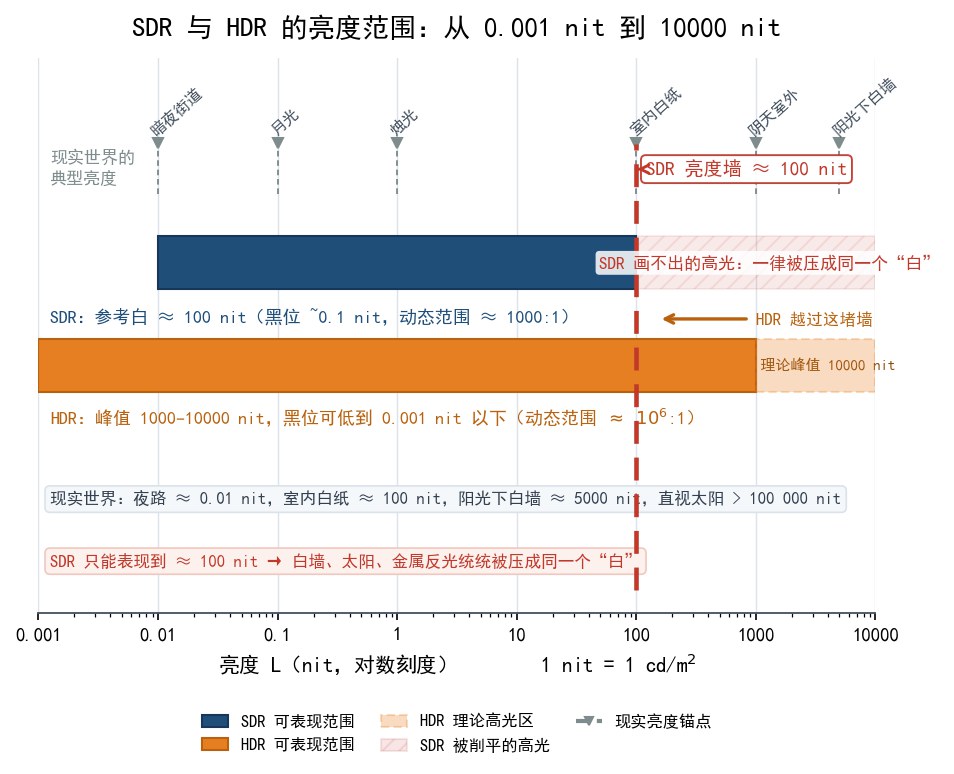 SDR 与 HDR 的亮度范围：从 0.001 nit 到 10000 nit
暗夜街道
月光
烛光
室内白纸
阴天室外
阳光下白墙
现实世界的
典型亮度
SDR 亮度墙 ≈ 100 nit
SDR 画不出的高光：一律被压成同一个“白”
SDR：参考白 ≈ 100 nit（黑位 ~0.1 nit，动态范围 ≈ 1000:1）
HDR 越过这堵墙
理论峰值 10000 nit
HDR：峰值 1000–10000 nit，黑位可低到 0.001 nit 以下（动态范围 ≈ 10⁶:1）
现实世界：夜路 ≈ 0.01 nit，室内白纸 ≈ 100 nit，阳光下白墙 ≈ 5000 nit，直视太阳 > 100 000 nit
SDR 只能表现到 ≈ 100 nit → 白墙、太阳、金属反光统统被压成同一个“白”
0.001 0.01 0.1 1 10 100 1000 10000
亮度 L（nit，对数刻度） 1 nit = 1 cd/m²
SDR 可表现范围
HDR 可表现范围
HDR 理论高光区
SDR 被削平的高光
现实亮度锚点